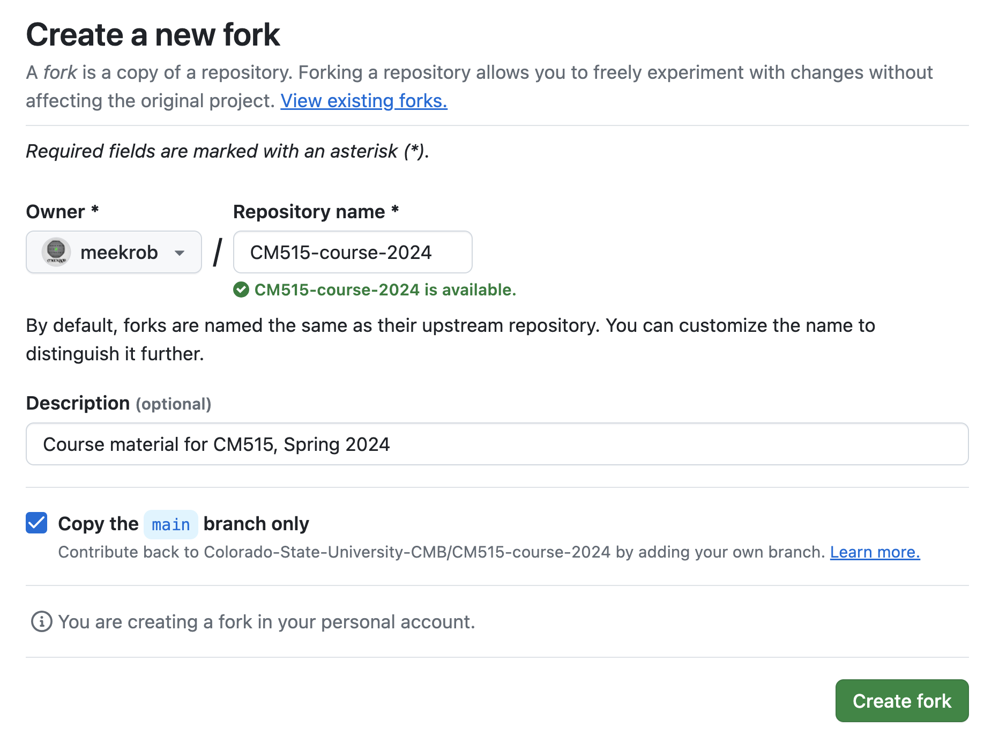 Create a new fork
A fork is a copy of a repository. Forking a repository allows you to freely experiment with changes without
affecting the original project. View existing forks.
Required fields are marked with an asterisk (*).
Owner *
Repository name *
meekrob
/
CM515-course-2024
CM515-course-2024 is available.
By default, forks are named the same as their upstream repository. You can customize the name to
distinguish it further.
Description (optional)
Course material for CM515, Spring 2024
Copy the main branch only
Contribute back to Colorado-State-University-CMB/CM515-course-2024 by adding your own branch. Learn more.
You are creating a fork in your personal account.
Create fork